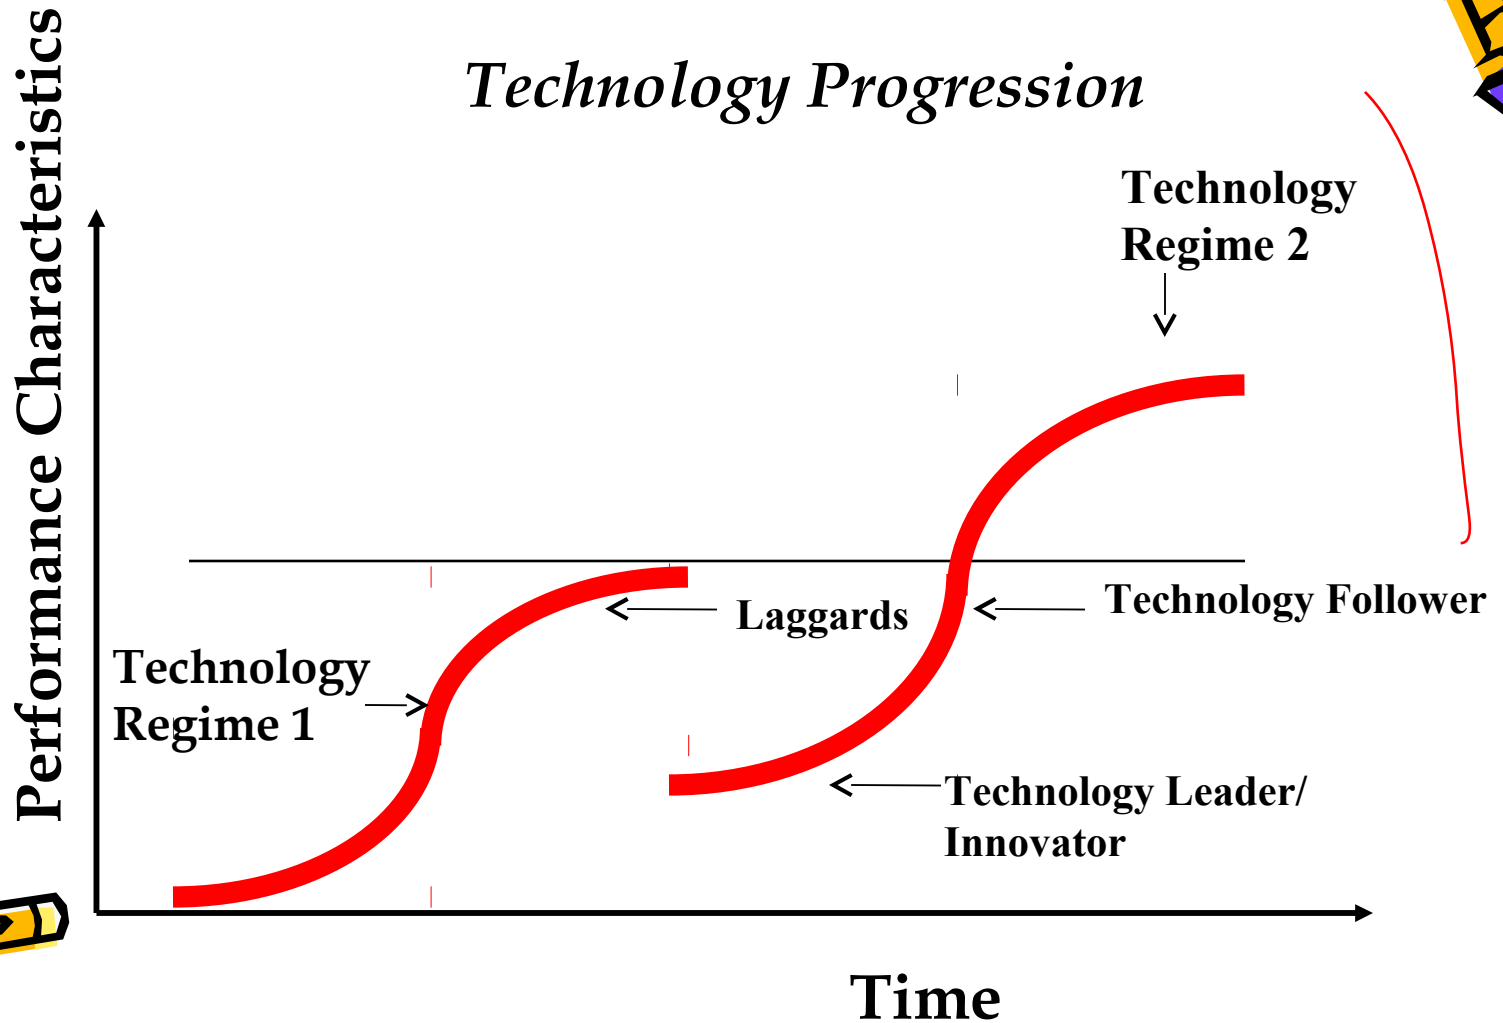 Technology Progression
Performance Characteristics
Technology
Regime 2
Technology Follower
Laggards
Technology
Regime 1
Technology Leader/
Innovator
Time